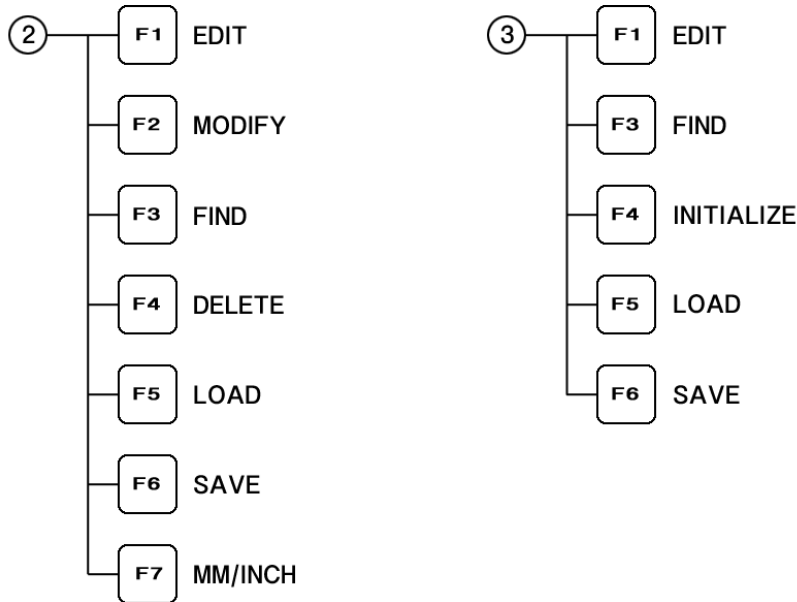 2
F1 EDIT
F2 MODIFY
F3 FIND
F4 DELETE
F5 LOAD
F6 SAVE
F7 MM/INCH
3
F1 EDIT
F3 FIND
F4 INITIALIZE
F5 LOAD
F6 SAVE